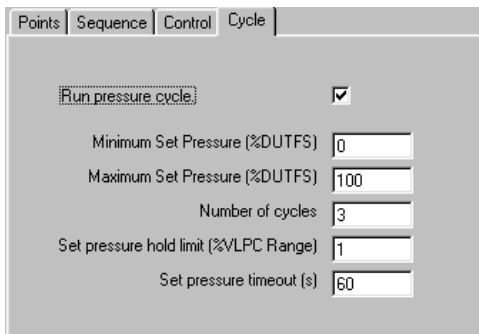 Points Sequence Control Cycle
Run pressure cycle.
Minimum Set Pressure (%DUTFS) 0
Maximum Set Pressure (%DUTFS) 100
Number of cycles 3
Set pressure hold limit (%VLPC Range) 1
Set pressure timeout (s) 60